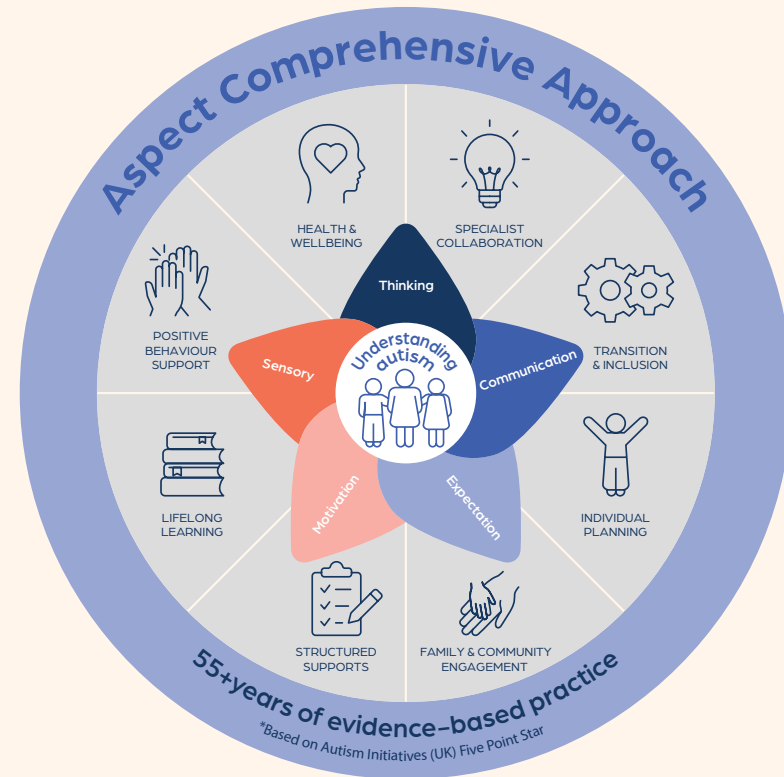 Aspect Comprehensive Approach
HEALTH &
WELLBEING
SPECIALIST
COLLABORATION
Thinking
POSITIVE
BEHAVIOUR
SUPPORT
Sensory
Understanding
autism
Communication
TRANSITION
& INCLUSION
LIFELONG
LEARNING
Motivation
Expectation
INDIVIDUAL
PLANNING
STRUCTURED
SUPPORTS
FAMILY & COMMUNITY
ENGAGEMENT
55+years of evidence-based practice
*Based on Autism Initiatives (UK) Five Point Star